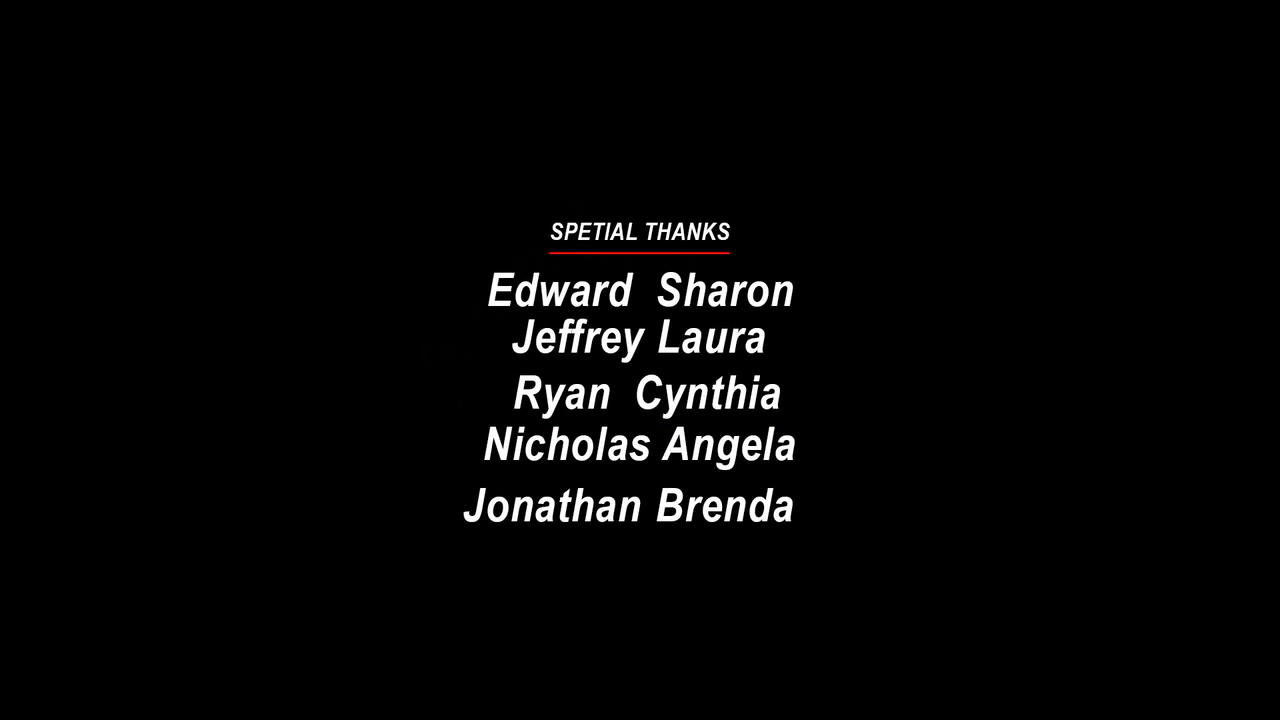 SPETIAL THANKS
Edward  Sharon
Jeffrey Laura
Ryan  Cynthia
Nicholas Angela
Jonathan Brenda